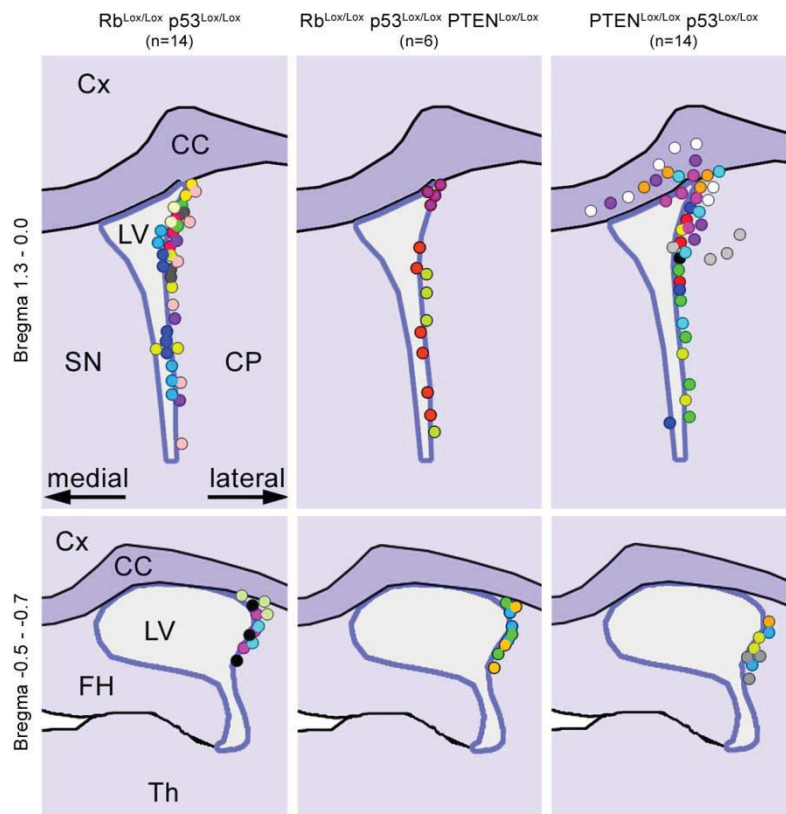 Rb^Lox/Lox p53^Lox/Lox
(n=14)
Rb^Lox/Lox p53^Lox/Lox PTEN^Lox/Lox
(n=6)
PTEN^Lox/Lox p53^Lox/Lox
(n=14)
Bregma 1.3 - 0.0
Cx
CC
LV
SN
CP
medial
lateral
Bregma -0.5 - -0.7
Cx
CC
LV
FH
Th